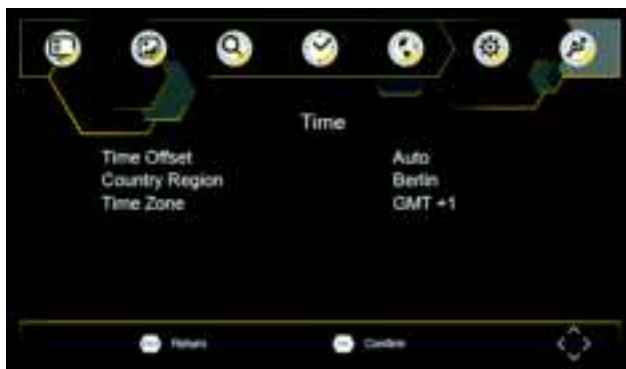 Time
Time Offset Auto
Country Region Berlin
Time Zone GMT +1
Return Confirm